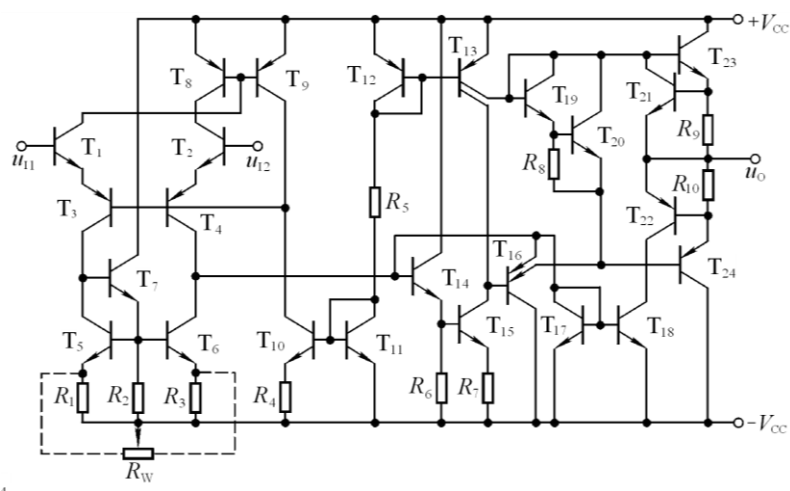 +V_CC
T_13
T_23
T_8
T_9
T_12
T_19
T_21
T_1
T_2
T_20
R_9
u_I1
u_I2
R_8
u_O
R_5
R_10
T_3
T_4
T_22
T_16
T_7
T_14
T_24
T_5
T_6
T_10
T_11
T_15
T_17
T_18
R_1
R_2
R_3
R_4
R_6
R_7
-V_CC
R_W